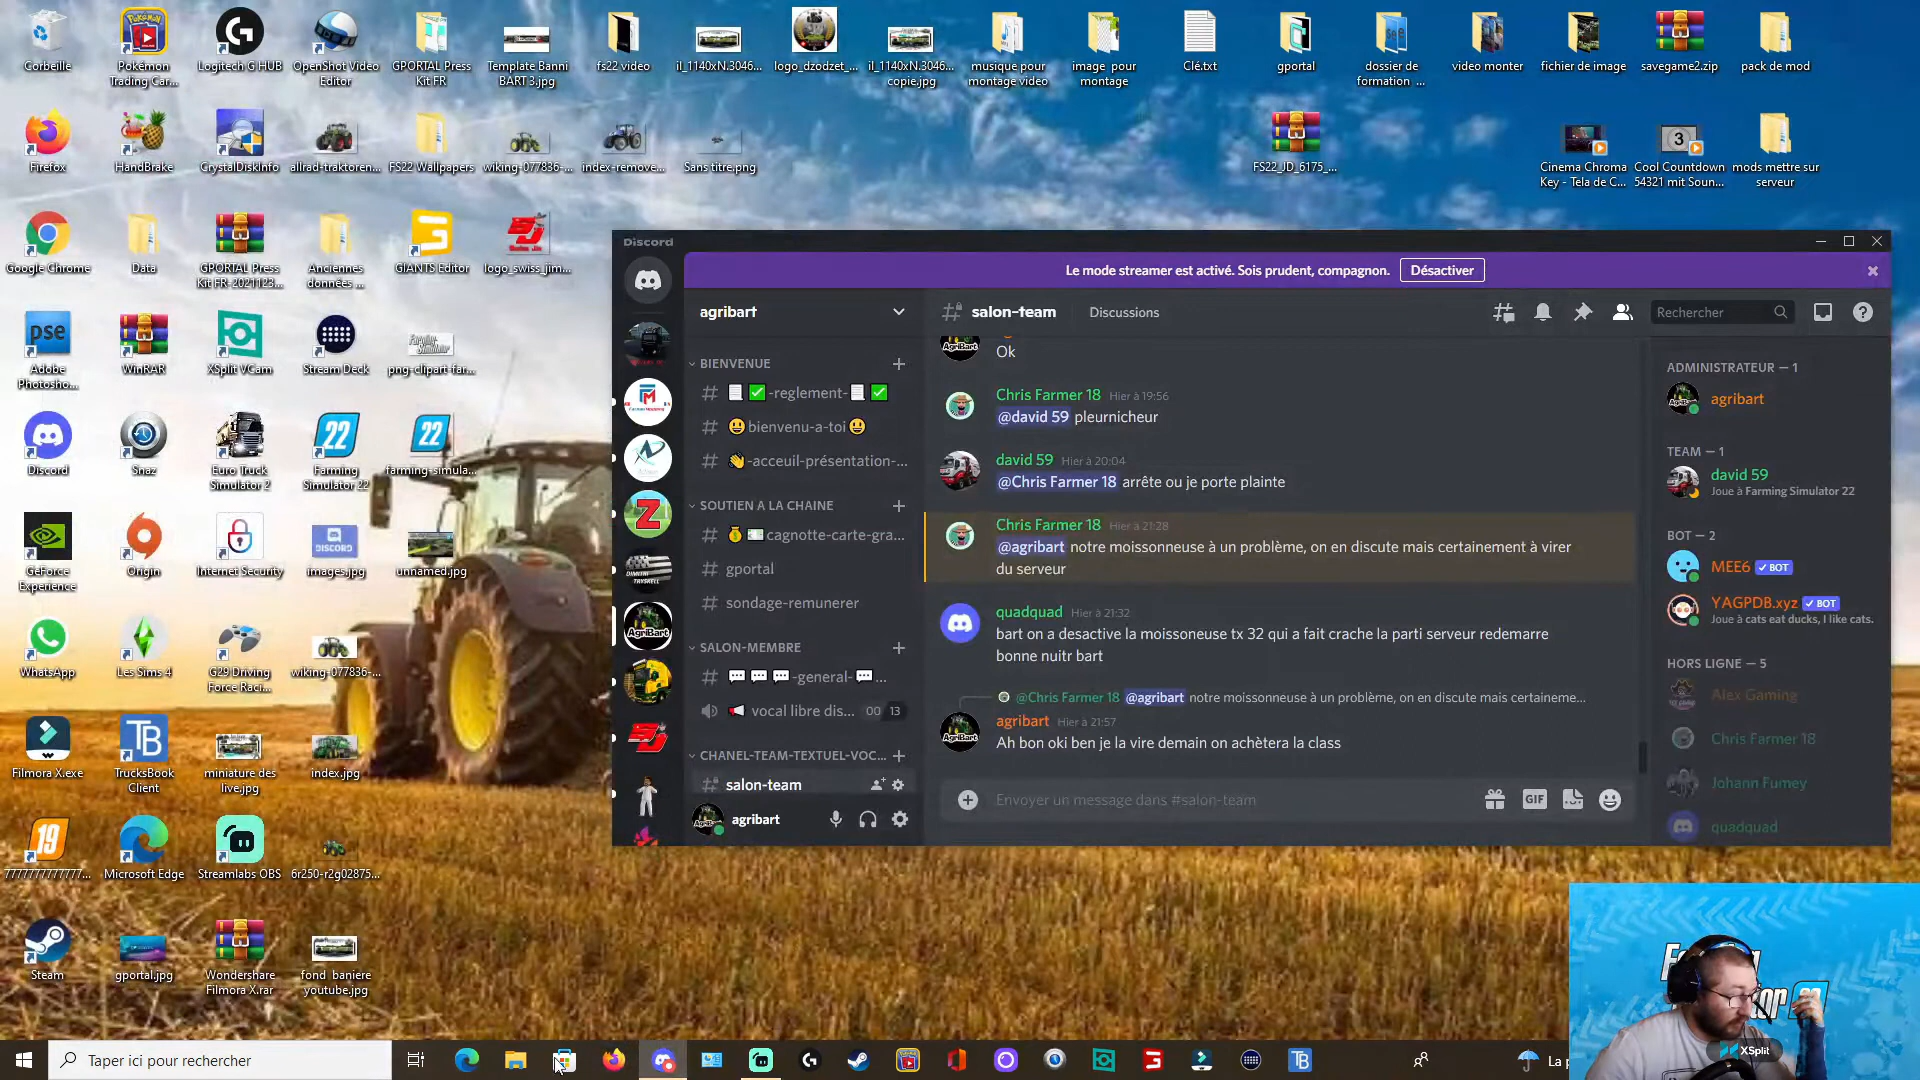 Corbeille
Pokémon
Trading Car...
Logitech G HUB
OpenShot Video
Editor
GPORTAL Press
Kit FR
Template Banni
BART 3.jpg
fs22 video
il_1140xN.3046...
logo_dzodzet_...
il_1140xN.3046...
copie.jpg
musique pour
montage video
image pour
montage
Clé.txt
gportal
dossier de
formation_...
video monter
fichier de image
savegame2.zip
pack de mod
Firefox
HandBrake
CrystalDiskInfo
allrad-traktoren...
FS22 Wallpapers
wiking-077836-...
index-remove...
Sans titre.png
FS22_JD_6175_...
Cinema Chroma
Key - Tela de C...
3
Cool Countdown
54321 mit Soun...
mods mettre sur
serveur
Google Chrome
Data
GPORTAL Press
Kit FR-2021123...
Anciennes
données ...
GIANTS Editor
logo_swiss_jim...
pse
Adobe
Photosho...
WinRAR
XSplit VCam
Stream Deck
png-clipart-far...
Discord
Shaz
Euro Truck
Simulator 2
22
Farming
Simulator 22
22
farming-simula...
GeForce
Experience
Origin
Internet Security
DISCORD
images.jpg
unnamed.jpg
WhatsApp
Les Sims 4
G29 Driving
Force Raci...
wiking-077836-...
Filmora X.exe
TB
TrucksBook
Client
miniature des
live.jpg
index.jpg
19
77777777777777...
Microsoft Edge
Streamlabs OBS
6r250-r2g02875...
Steam
gportal.jpg
Wondershare
Filmora X.rar
fond baniere
youtube.jpg
Discord
Le mode streamer est activé. Sois prudent, compagnon.
Désactiver
agribart
salon-team
Discussions
Rechercher
BIENVENUE
-reglement-
bienvenu-a-toi
-acceuil-présentation-...
SOUTIEN A LA CHAINE
cagnotte-carte-gra...
gportal
sondage-remunerer
SALON-MEMBRE
-general-...
vocal libre dis...
00 13
CHANEL-TEAM-TEXTUEL-VOC...
salon-team
agribart
Ok
Chris Farmer 18 Hier à 19:56
@david 59 pleurnicheur
david 59 Hier à 20:04
@Chris Farmer 18 arrête ou je porte plainte
Chris Farmer 18 Hier à 21:28
@agribart notre moissonneuse à un problème, on en discute mais certainement à virer
du serveur
quadquad Hier à 21:32
bart on a desactive la moissoneuse tx 32 qui a fait crache la parti serveur redemarre
bonne nuitr bart
@Chris Farmer 18 @agribart notre moissonneuse à un problème, on en discute mais certaineme...
agribart Hier à 21:57
Ah bon oki ben je la vire demain on achètera la class
Envoyer un message dans #salon-team
GIF
ADMINISTRATEUR — 1
agribart
TEAM — 1
david 59
Joue à Farming Simulator 22
BOT — 2
MEE6 ✓ BOT
YAGPDB.xyz ✓ BOT
Joue à cats eat ducks, I like cats.
HORS LIGNE — 5
Alex Gaming
Chris Farmer 18
Johann Fumey
quadquad
XSplit
Taper ici pour rechercher
TB